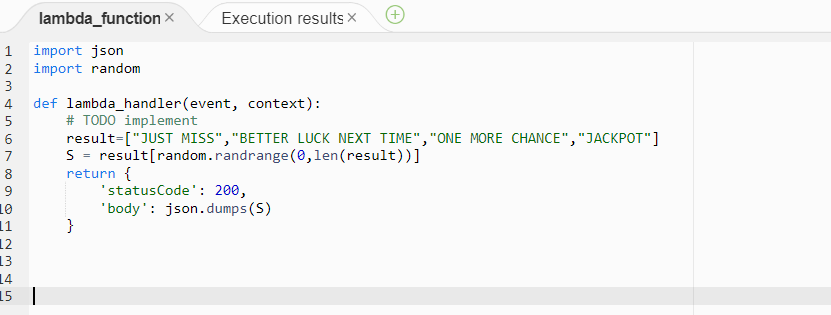 lambda_function × Execution results ×
1 import json
2 import random
3
4 def lambda_handler(event, context):
5     # TODO implement
6     result=["JUST MISS","BETTER LUCK NEXT TIME","ONE MORE CHANCE","JACKPOT"]
7     S = result[random.randrange(0,len(result))]
8     return {
9         'statusCode': 200,
10         'body': json.dumps(S)
11     }
12
13
14
15